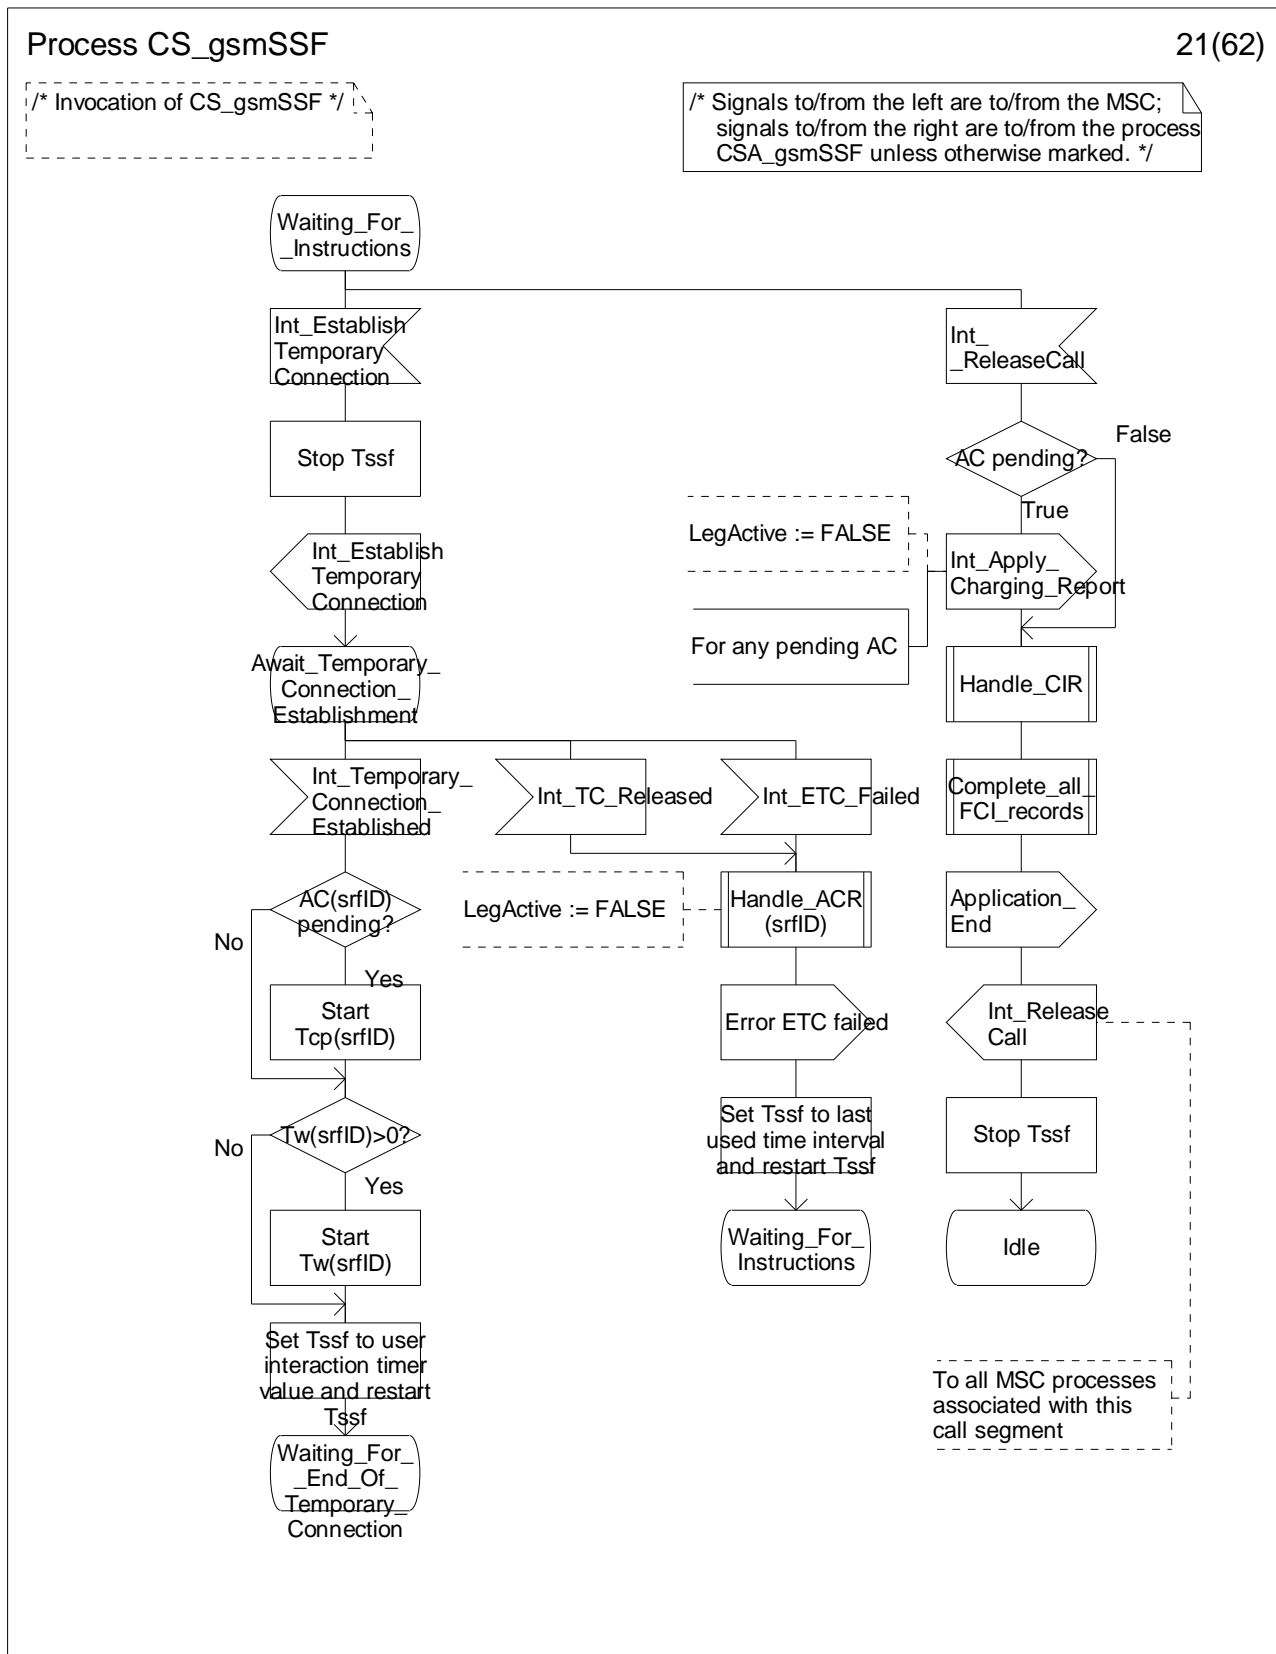 Process CS_gsmSSF
21(62)
/* Invocation of CS_gsmSSF */
/* Signals to/from the left are to/from the MSC;
signals to/from the right are to/from the process
CSA_gsmSSF unless otherwise marked. */
Waiting_For_
_Instructions
Int_Establish
Temporary
Connection
Int_
_ReleaseCall
Stop Tssf
AC pending?
False
True
LegActive := FALSE
Int_Establish
Temporary
Connection
Int_Apply_
Charging_Report
For any pending AC
Await_Temporary_
Connection_
Establishment
Handle_CIR
Int_Temporary_
Connection_
Established
Int_TC_Released
Int_ETC_Failed
Complete_all_
FCI_records
AC(srfID)
pending?
No
Yes
LegActive := FALSE
Handle_ACR
(srfID)
Application_
End
Start
Tcp(srfID)
Error ETC failed
Int_Release
Call
Tw(srfID)>0?
No
Yes
Set Tssf to last
used time interval
and restart Tssf
Stop Tssf
Start
Tw(srfID)
Waiting_For_
Instructions
Idle
Set Tssf to user
interaction timer
value and restart
Tssf
To all MSC processes
associated with this
call segment
Waiting_For_
_End_Of_
Temporary_
Connection